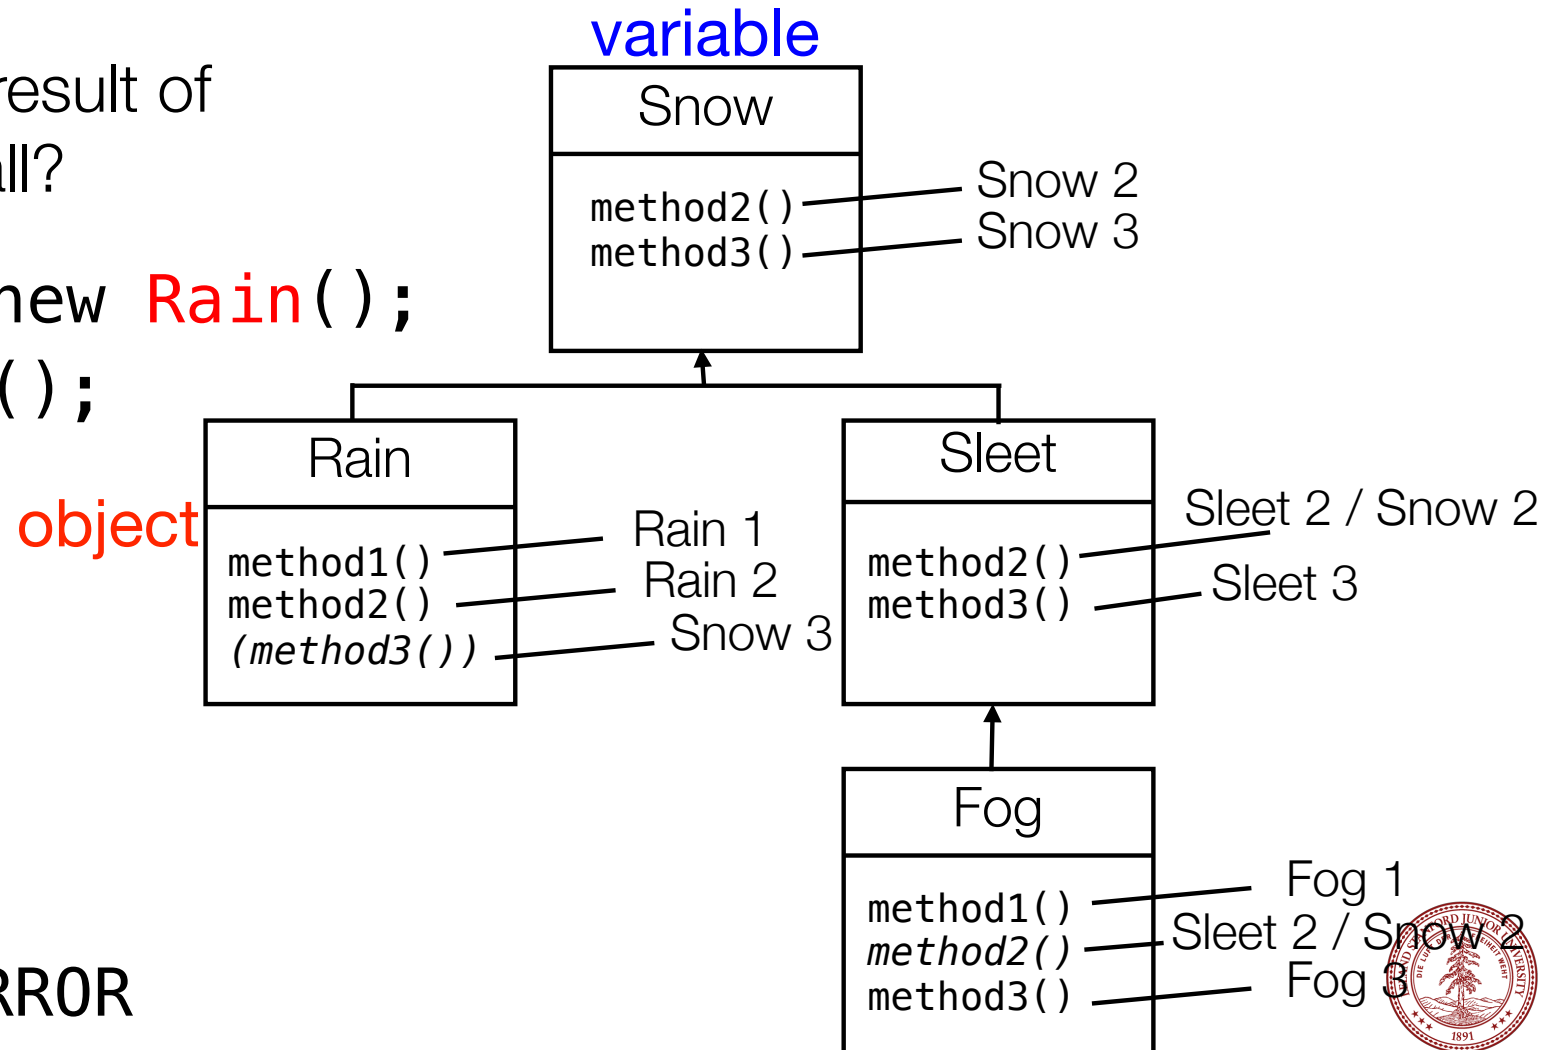 variable
result of
all?
new Rain();
();
object
RROR
Snow
method2()
method3()
Snow 2
Snow 3
Rain
method1()
method2()
(method3())
Rain 1
Rain 2
Snow 3
Sleet
method2()
method3()
Sleet 2 / Snow 2
Sleet 3
Fog
method1()
method2()
method3()
Fog 1
Sleet 2 / Snow 2
Fog 3
1891